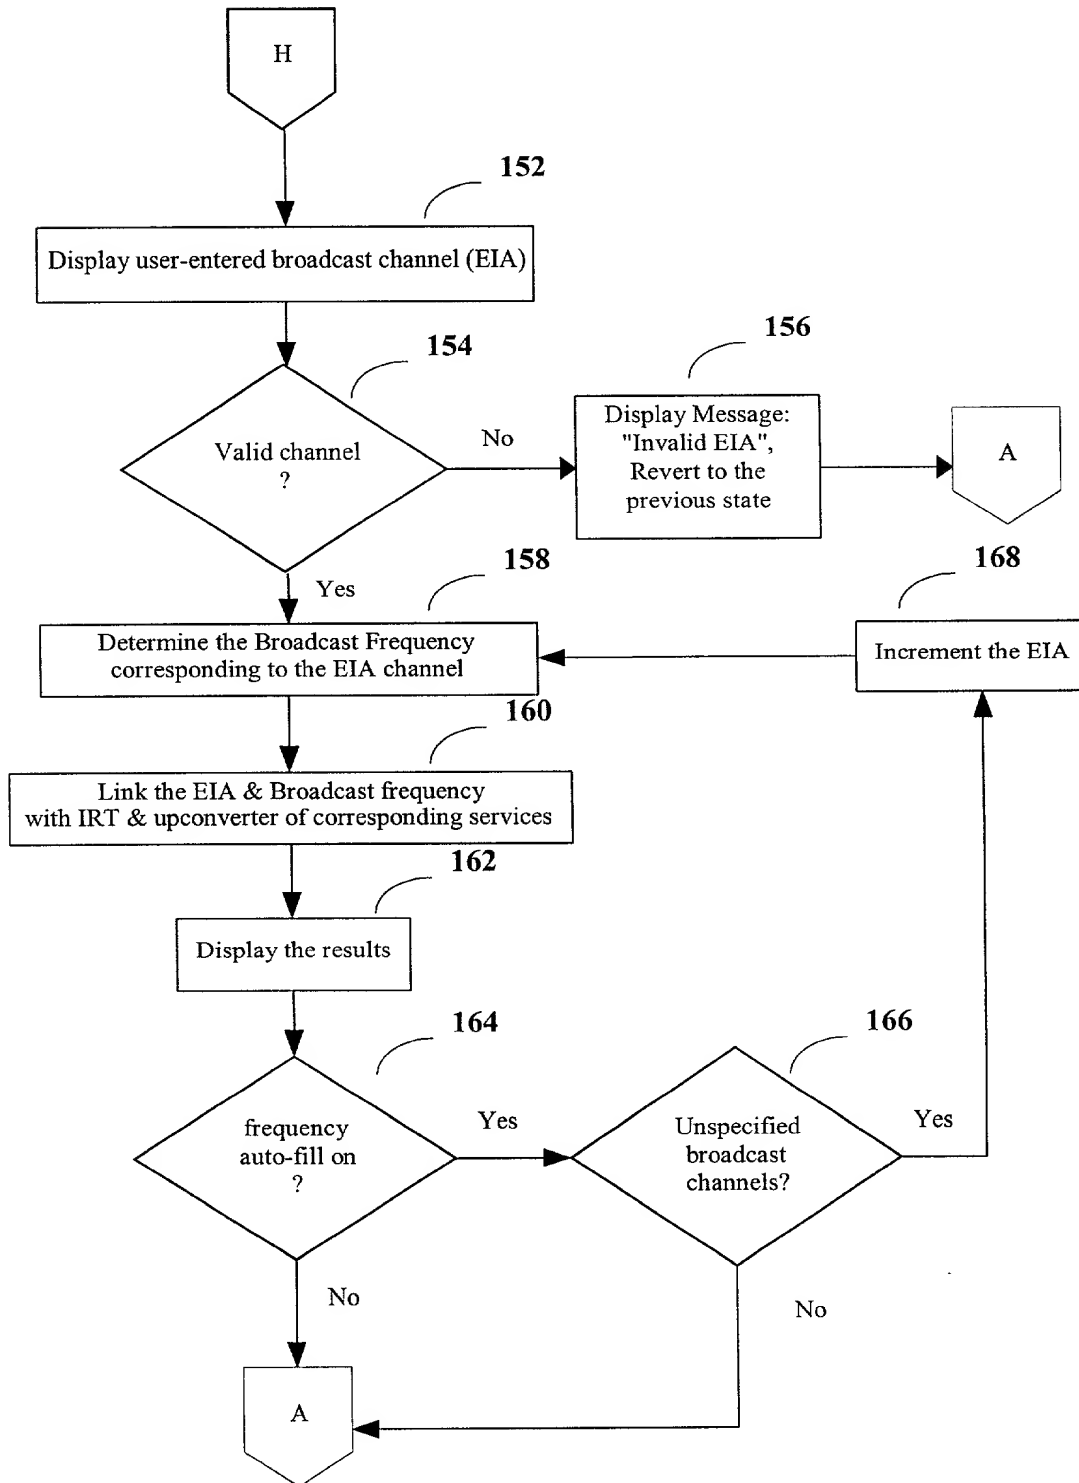 H
152
Display user-entered broadcast channel (EIA)
154
Valid channel
?
No
156
Display Message:
"Invalid EIA",
Revert to the
previous state
A
Yes
158
Determine the Broadcast Frequency
corresponding to the EIA channel
168
Increment the EIA
160
Link the EIA & Broadcast frequency
with IRT & upconverter of corresponding services
162
Display the results
164
frequency
auto-fill on
?
Yes
166
Unspecified
broadcast
channels?
Yes
No
No
A